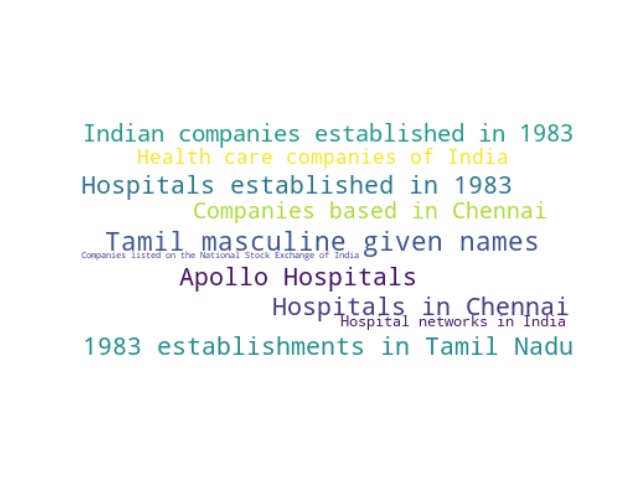 Indian companies established in 1983
Health care companies of India
Hospitals established in 1983
Companies based in Chennai
Tamil masculine given names
Companies listed on the National Stock Exchange of India
Apollo Hospitals
Hospitals in Chennai
Hospital networks in India
1983 establishments in Tamil Nadu